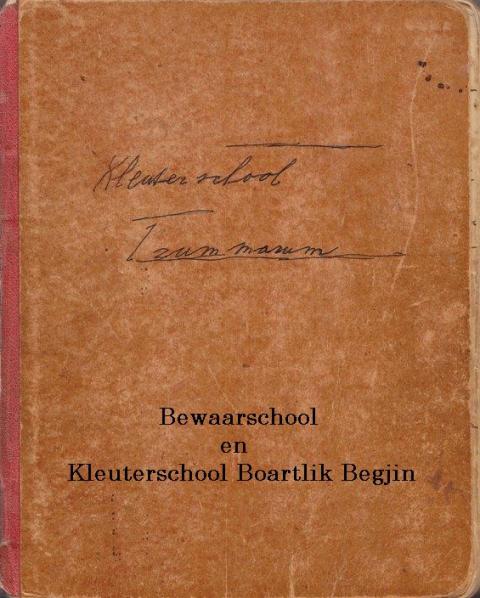 Kleuterschool
Tzummarum
Bewaarschool
en
Kleuterschool Boartlik Begjin